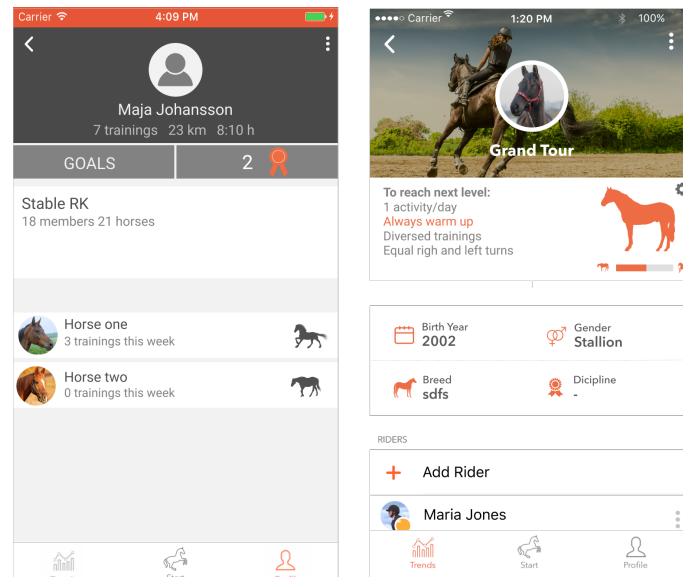 Carrier
4:09 PM
Maja Johansson
7 trainings 23 km 8:10 h
GOALS
2
Stable RK
18 members 21 horses
Horse one
3 trainings this week
Horse two
0 trainings this week
Carrier
1:20 PM
100%
Grand Tour
To reach next level:
1 activity/day
Always warm up
Diversed trainings
Equal righ and left turns
Birth Year
2002
Gender
Stallion
Breed
sdfs
Dicipline
-
RIDERS
+ Add Rider
Maria Jones
Trends
Start
Profile